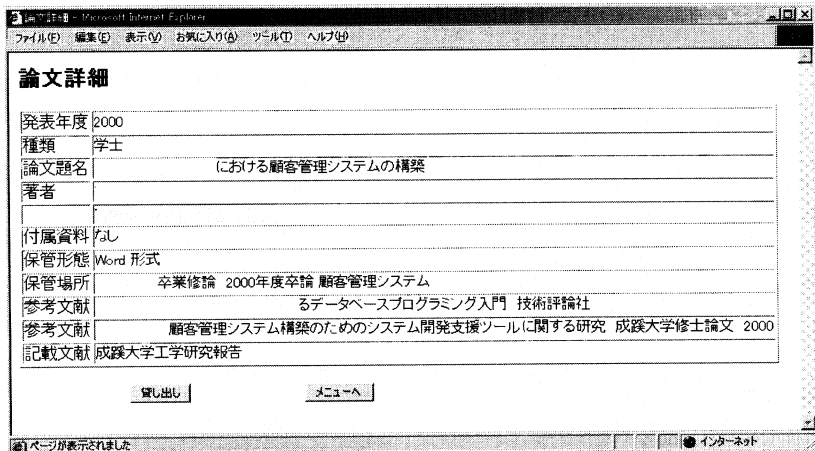 論文詳細 - Microsoft Internet Explorer
ファイル(F) 編集(E) 表示(V) お気に入り(A) ツール(T) ヘルプ(H)
論文詳細
発表年度 2000
種類 学士
論文題名 における顧客管理システムの構築
著者
付属資料 なし
保管形態 Word 形式
保管場所 卒業修論 2000年度卒論 顧客管理システム
参考文献 るデータベースプログラミング入門 技術評論社
参考文献 顧客管理システム構築のためのシステム開発支援ツールに関する研究 成蹊大学修士論文 2000
記載文献 成蹊大学工学研究報告
貸し出し メニューへ
ページが表示されました インターネット